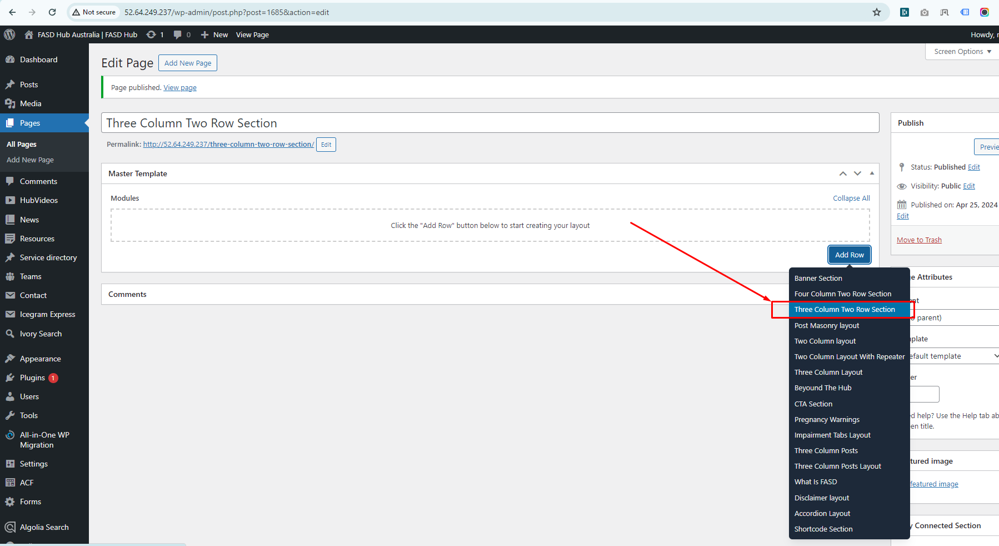 Not secure 52.64.249.237/wp-admin/post.php?post=1685&action=edit
FASD Hub Australia | FASD Hub 1 0 New View Page Howdy,
Dashboard
Posts
Media
Pages
All Pages
Add New Page
Comments
HubVideos
News
Resources
Service directory
Teams
Contact
Icegram Express
Ivory Search
Appearance
Plugins 1
Users
Tools
All-in-One WP
Migration
Settings
ACF
Forms
Algolia Search
Screen Options
Edit Page Add New Page
Page published. View page
Three Column Two Row Section
Permalink: http://52.64.249.237/three-column-two-row-section/ Edit
Master Template
Modules Collapse All
Click the "Add Row" button below to start creating your layout
Add Row
Comments
Banner Section
Four Column Two Row Section
Three Column Two Row Section
Post Masonry layout
Two Column layout
Two Column Layout With Repeater
Three Column Layout
Beyound The Hub
CTA Section
Pregnancy Warnings
Impairment Tabs Layout
Three Column Posts
Three Column Posts Layout
What Is FASD
Disclaimer layout
Accordion Layout
Shortcode Section
Publish
Previe
Status: Published Edit
Visibility: Public Edit
Published on: Apr 25, 2024
Edit
Move to Trash
e Attributes
nt
o parent)
mplate
efault template
er
ed help? Use the Help tab ab
en title.
tured image
featured image
y Connected Section